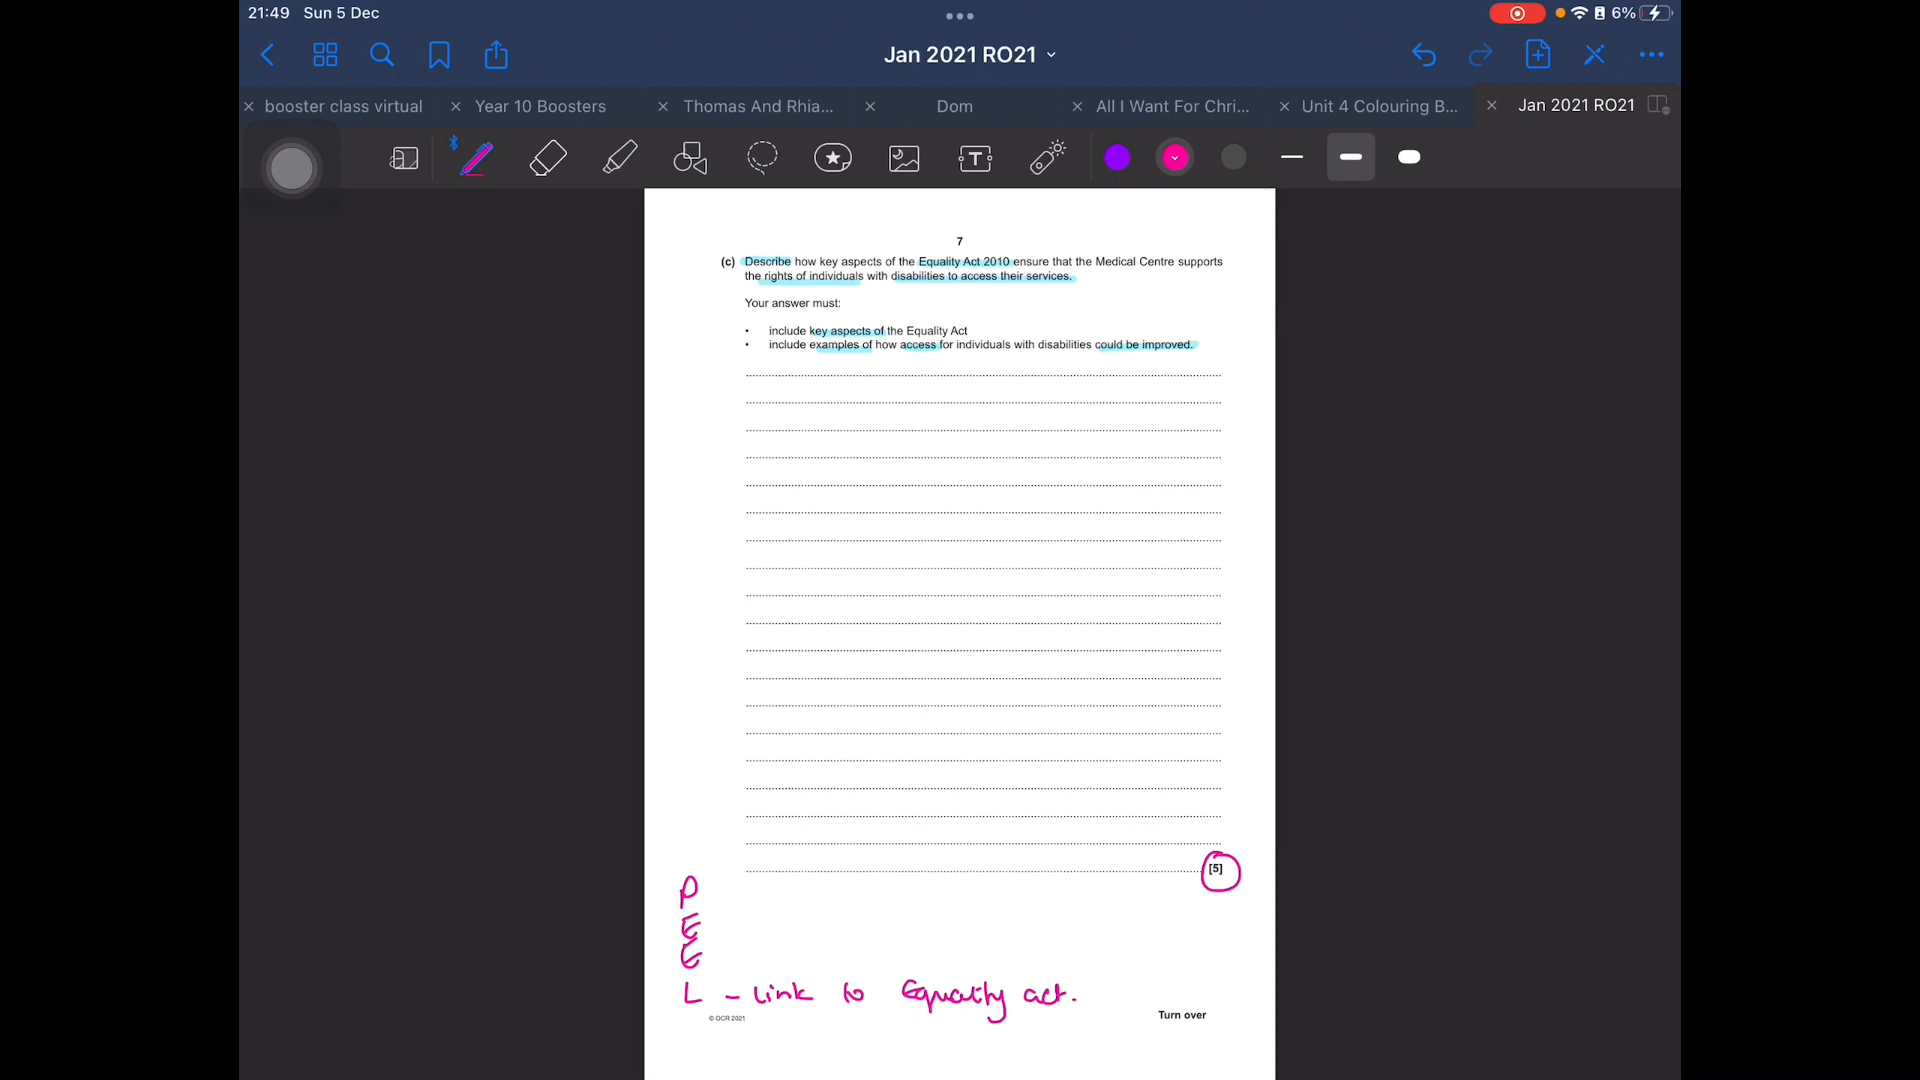 21:49 Sun 5 Dec
6%
Jan 2021 RO21
booster class virtual
Year 10 Boosters
Thomas And Rhia...
Dom
All I Want For Chri...
Unit 4 Colouring B...
Jan 2021 RO21
T
7
(c) Describe how key aspects of the Equality Act 2010 ensure that the Medical Centre supports
the rights of individuals with disabilities to access their services.
Your answer must:
• include key aspects of the Equality Act
• include examples of how access for individuals with disabilities could be improved.
[5]
P
E
E
L - link to Equality act.
© OCR 2021
Turn over